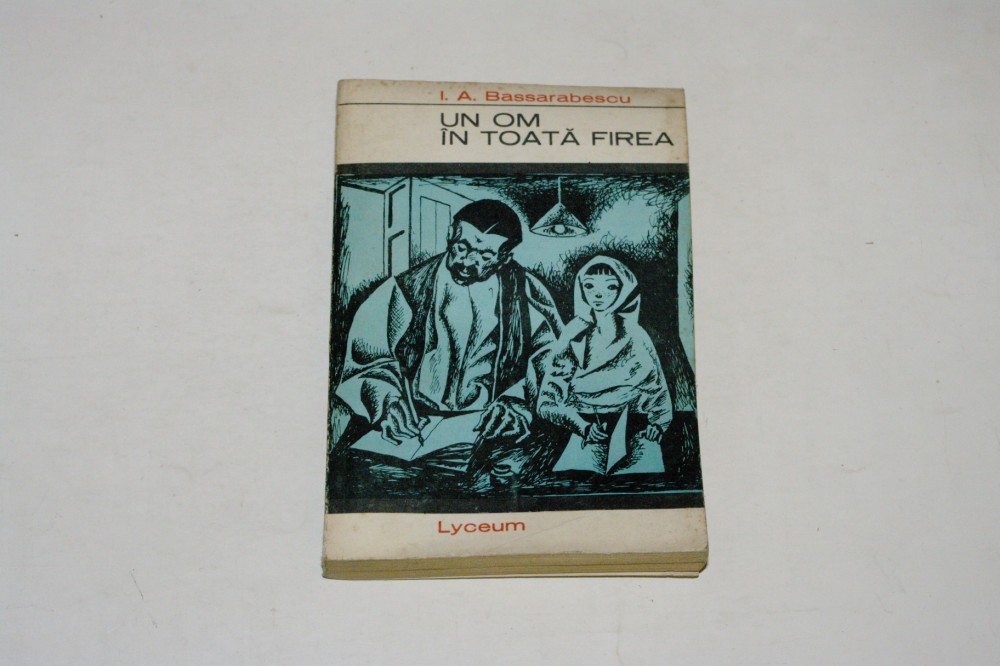 I. A. Bassarabescu
UN OM
ÎN TOATĂ FIREA
Lyceum